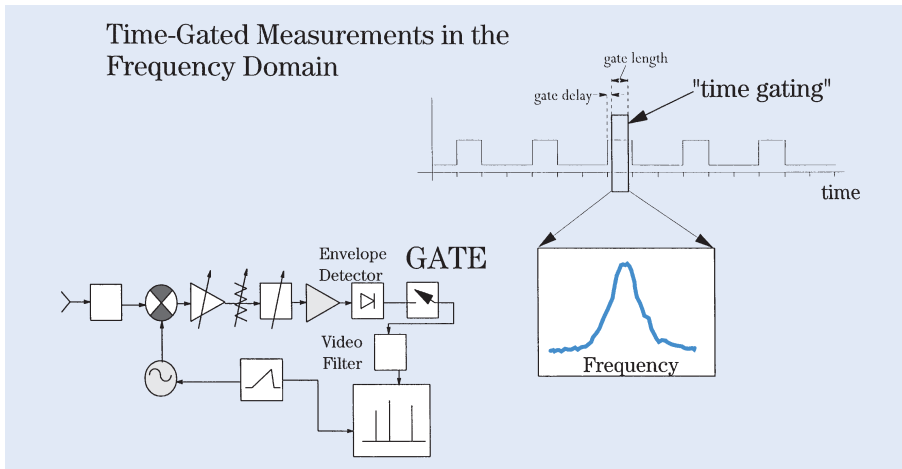 Time-Gated Measurements in the
Frequency Domain
gate length
gate delay
"time gating"
time
Envelope
Detector
GATE
Video
Filter
Frequency